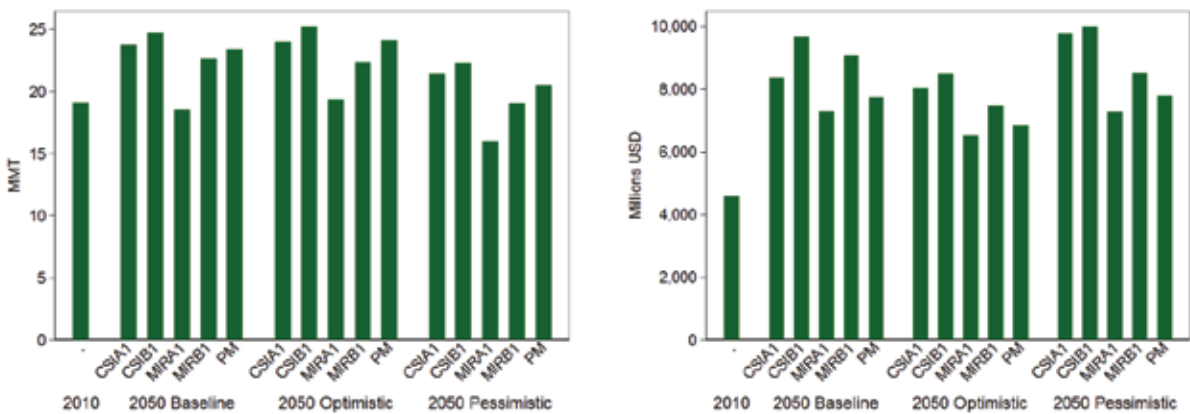 MMT
25
20
15
10
5
0
- CSIA1 CSIB1 MIRA1 MIRB1 PM CSIA1 CSIB1 MIRA1 MIRB1 PM CSIA1 CSIB1 MIRA1 MIRB1 PM
2010 2050 Baseline 2050 Optimistic 2050 Pessimistic
Millions USD
10,000
8,000
6,000
4,000
2,000
0
- CSIA1 CSIB1 MIRA1 MIRB1 PM CSIA1 CSIB1 MIRA1 MIRB1 PM CSIA1 CSIB1 MIRA1 MIRB1 PM
2010 2050 Baseline 2050 Optimistic 2050 Pessimistic